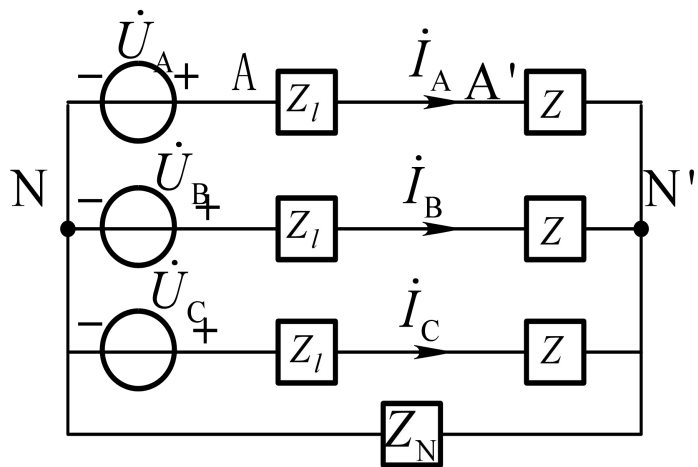 U̇A
− + A Zl İA A' Z
N U̇B N'
− + Zl İB Z
U̇C
− + Zl İC Z
ZN